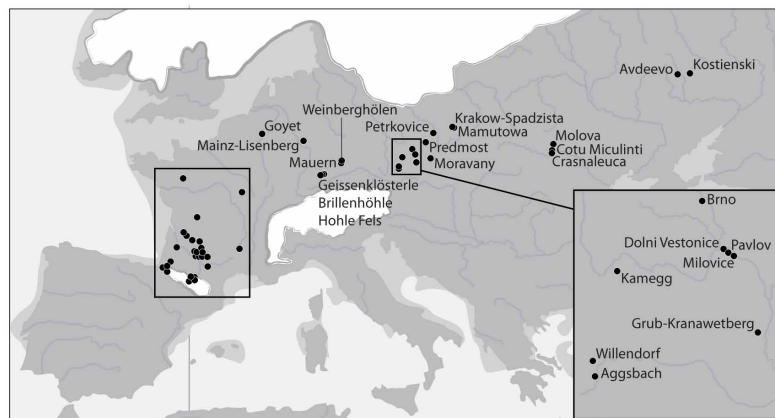 Avdeevo
Kostienski
Weinberghölen
Goyet
Petrkovice
Krakow-Spadzista
Mamutowa
Mainz-Lisenberg
Molova
Predmost
Cotu Miculinti
Mauern
Moravany
Crasnaleuca
Geissenklösterle
Brillenhöhle
Hohle Fels
Brno
Dolni Vestonice
Pavlov
Milovice
Kamegg
Grub-Kranawetberg
Willendorf
Aggsbach